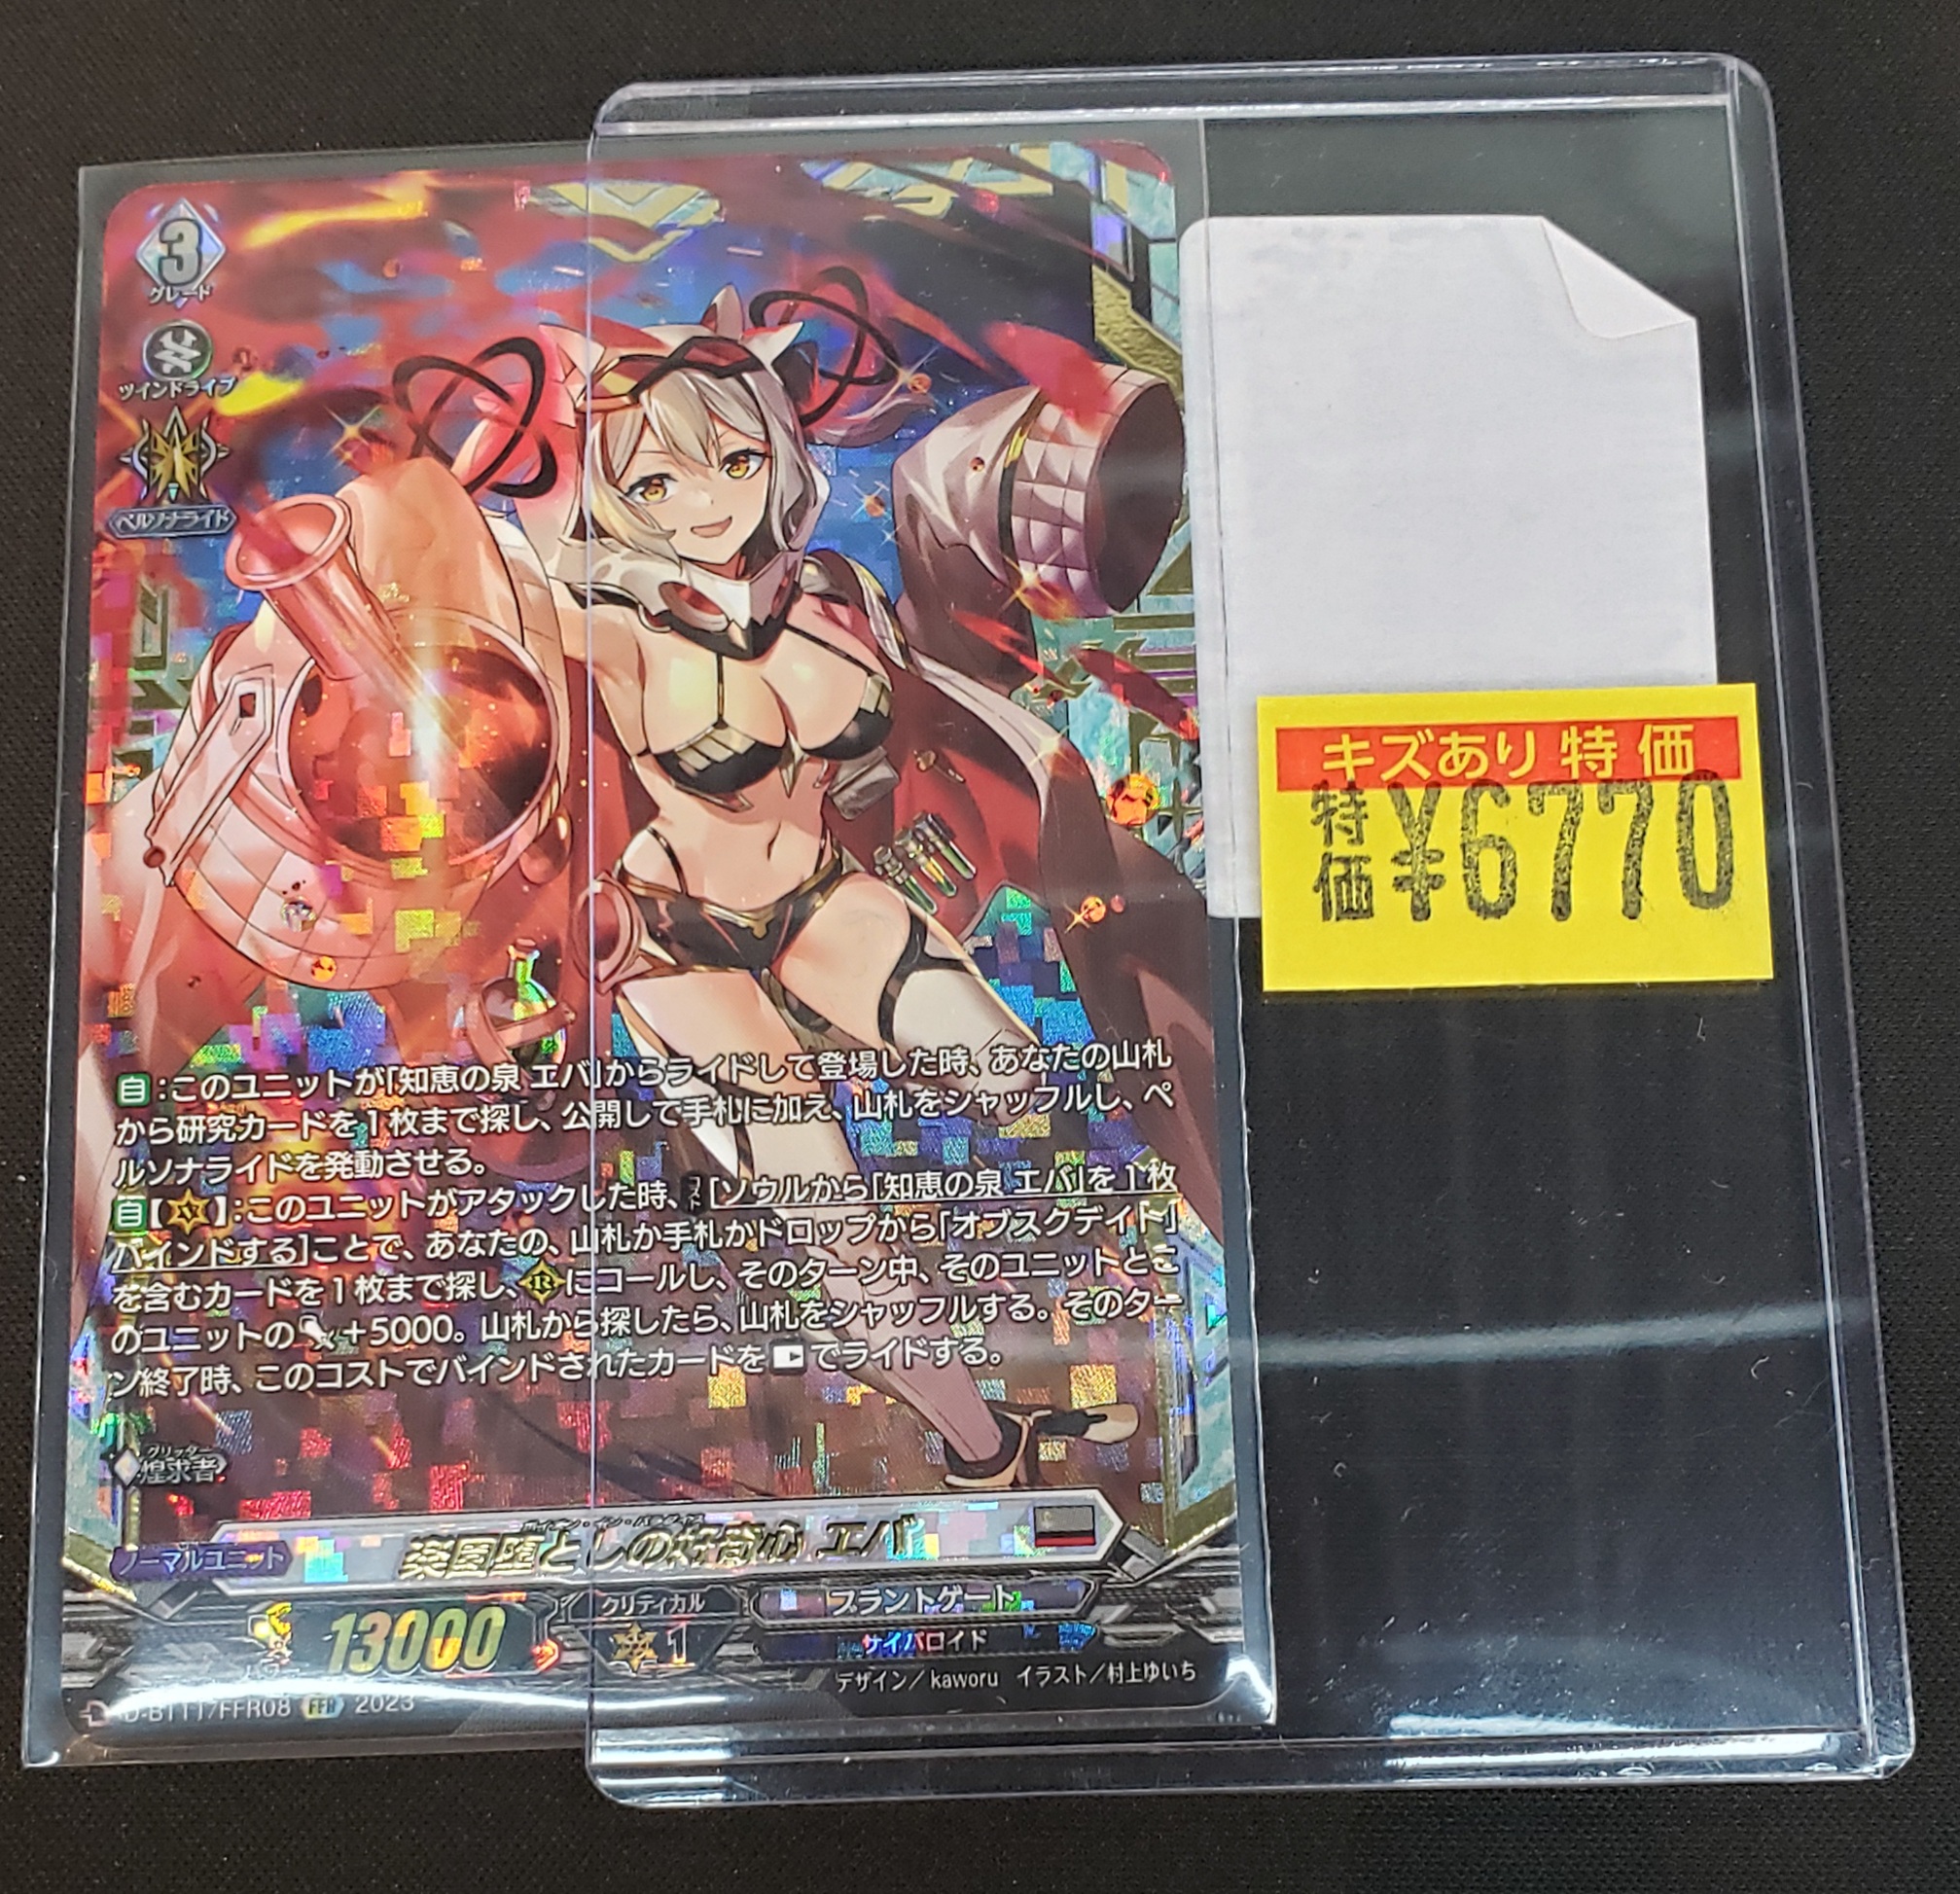 3
グレード
ツインドライブ
ペルソナライド
キズあり 特価
特価 ¥6770
自:このユニットが「知恵の泉 エバ」からライドして登場した時、あなたの山札
から研究カードを1枚まで探し、公開して手札に加え、山札をシャッフルし、ペ
ルソナライドを発動させる。
自【V】:このユニットがアタックした時、コスト[ソウルから「知恵の泉 エバ」を1枚
バインドする]ことで、あなたの、山札か手札かドロップから「オブスクデイト」
を含むカードを1枚まで探し、Rにコールし、そのターン中、そのユニットとこ
のユニットの+5000。山札から探したら、山札をシャッフルする。そのター
ン終了時、このコストでバインドされたカードをでライドする。
グリッター
煌求者
ノーマルユニット
楽園堕としの好奇心 エバ
パワー 13000
クリティカル
1
ブラントゲート
サイバロイド
デザイン/kaworu イラスト/村上ゆいち
D-BT11/FFR08 FFR 2023